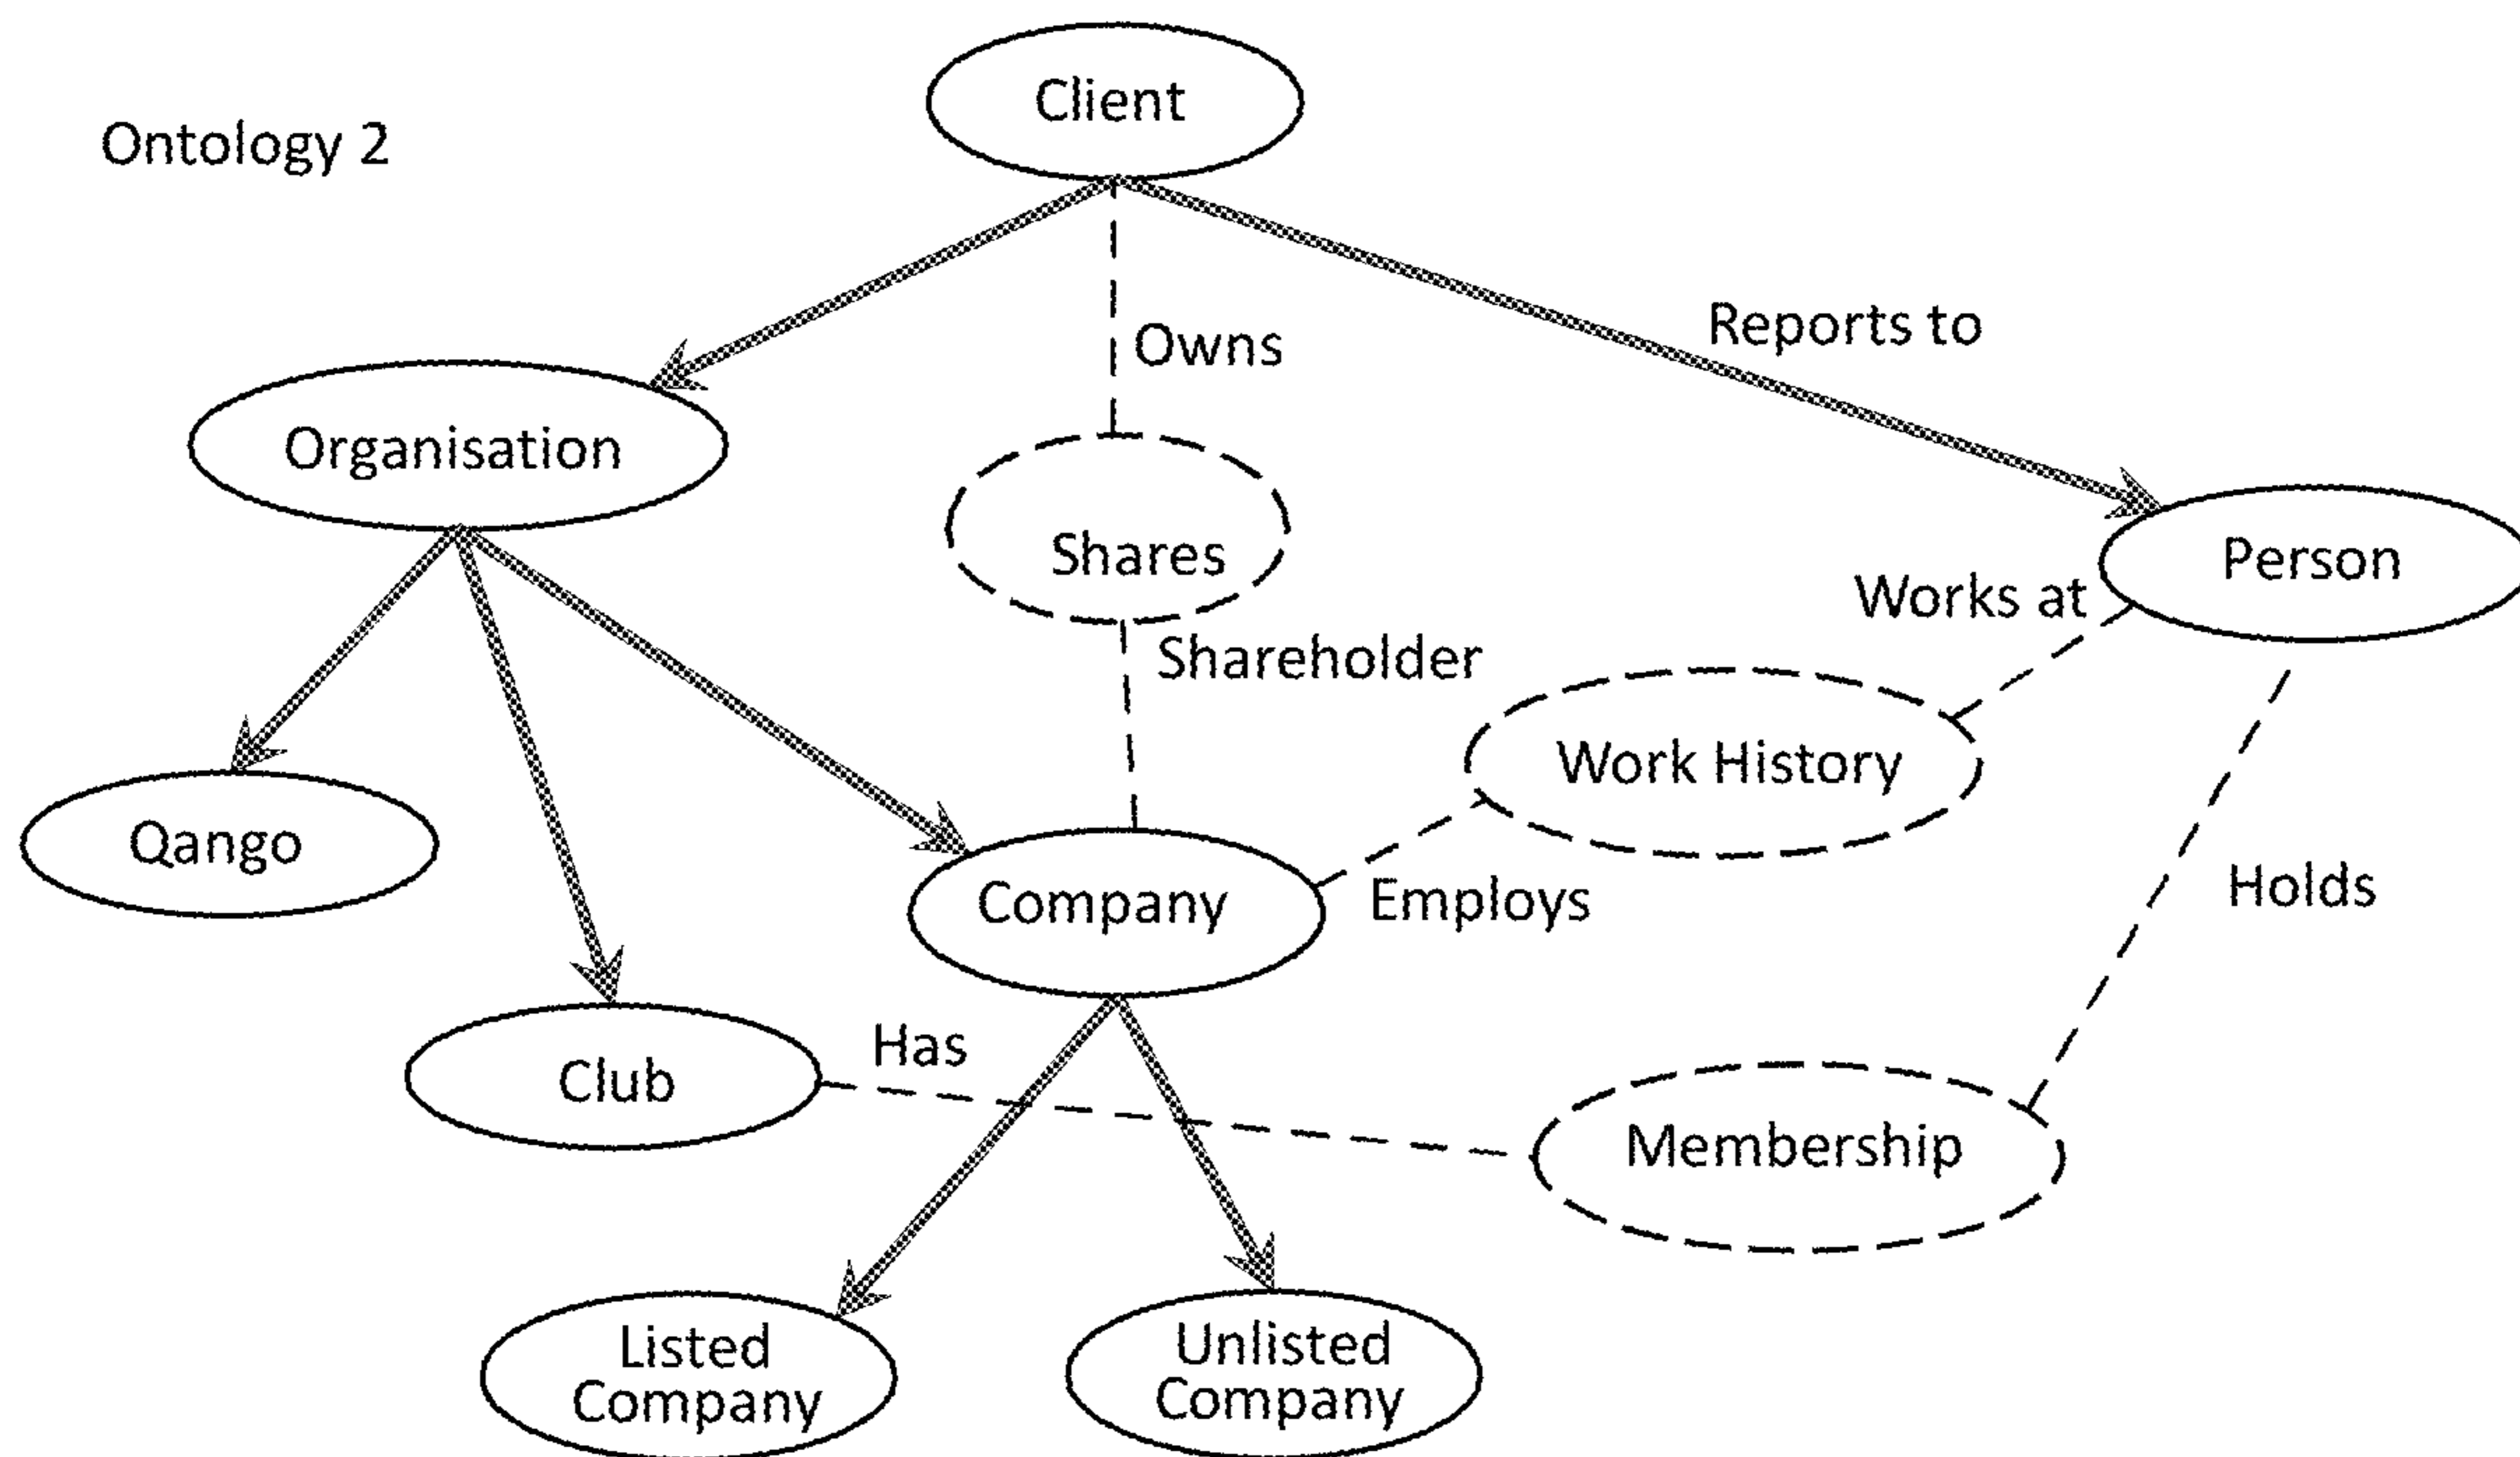 Client
Ontology 2
Reports to
Owns
Organisation
Shares
Person
Works at
Shareholder
Work History
Qango
Company
Employs
Holds
Has
Club
Membership
Listed
Company
Unlisted
Company